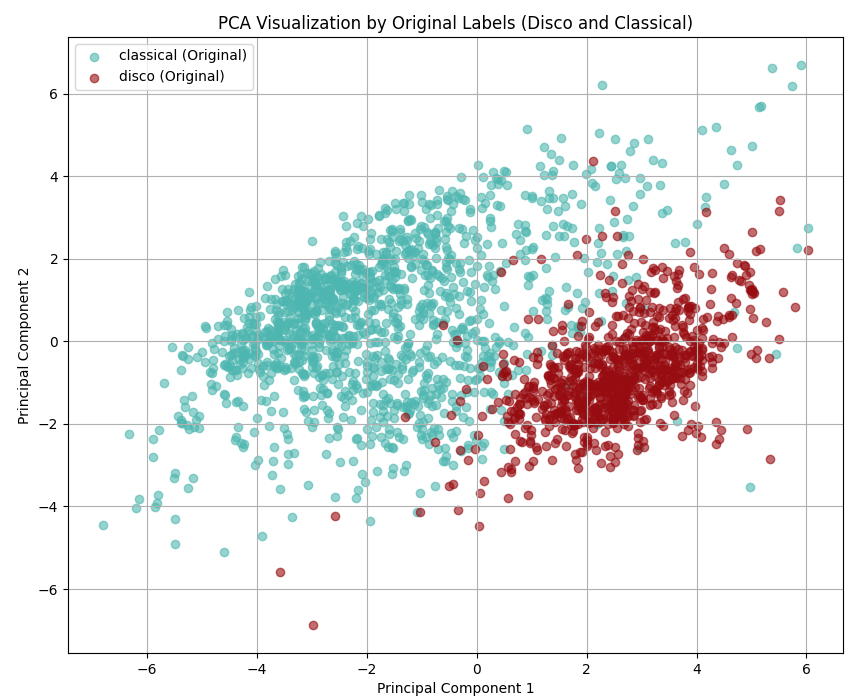 PCA Visualization by Original Labels (Disco and Classical)
classical (Original)
disco (Original)
Principal Component 2
6
4
2
0
−2
−4
−6
−6 −4 −2 0 2 4 6
Principal Component 1